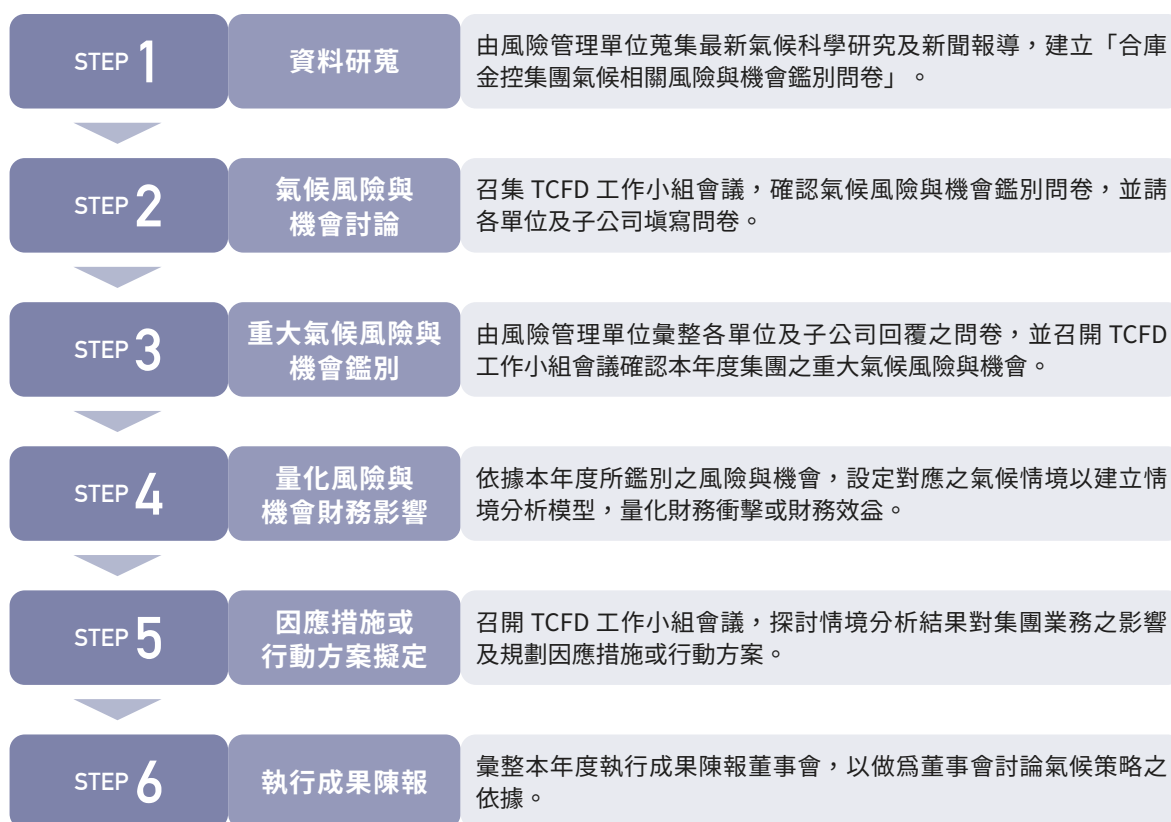 STEP 1
資料研蒐
由風險管理單位蒐集最新氣候科學研究及新聞報導，建立「合庫
金控集團氣候相關風險與機會鑑別問卷」。
STEP 2
氣候風險與
機會討論
召集 TCFD 工作小組會議，確認氣候風險與機會鑑別問卷，並請
各單位及子公司填寫問卷。
STEP 3
重大氣候風險與
機會鑑別
由風險管理單位彙整各單位及子公司回覆之問卷，並召開 TCFD
工作小組會議確認本年度集團之重大氣候風險與機會。
STEP 4
量化風險與
機會財務影響
依據本年度所鑑別之風險與機會，設定對應之氣候情境以建立情
境分析模型，量化財務衝擊或財務效益。
STEP 5
因應措施或
行動方案擬定
召開 TCFD 工作小組會議，探討情境分析結果對集團業務之影響
及規劃因應措施或行動方案。
STEP 6
執行成果陳報
彙整本年度執行成果陳報董事會，以做爲董事會討論氣候策略之
依據。